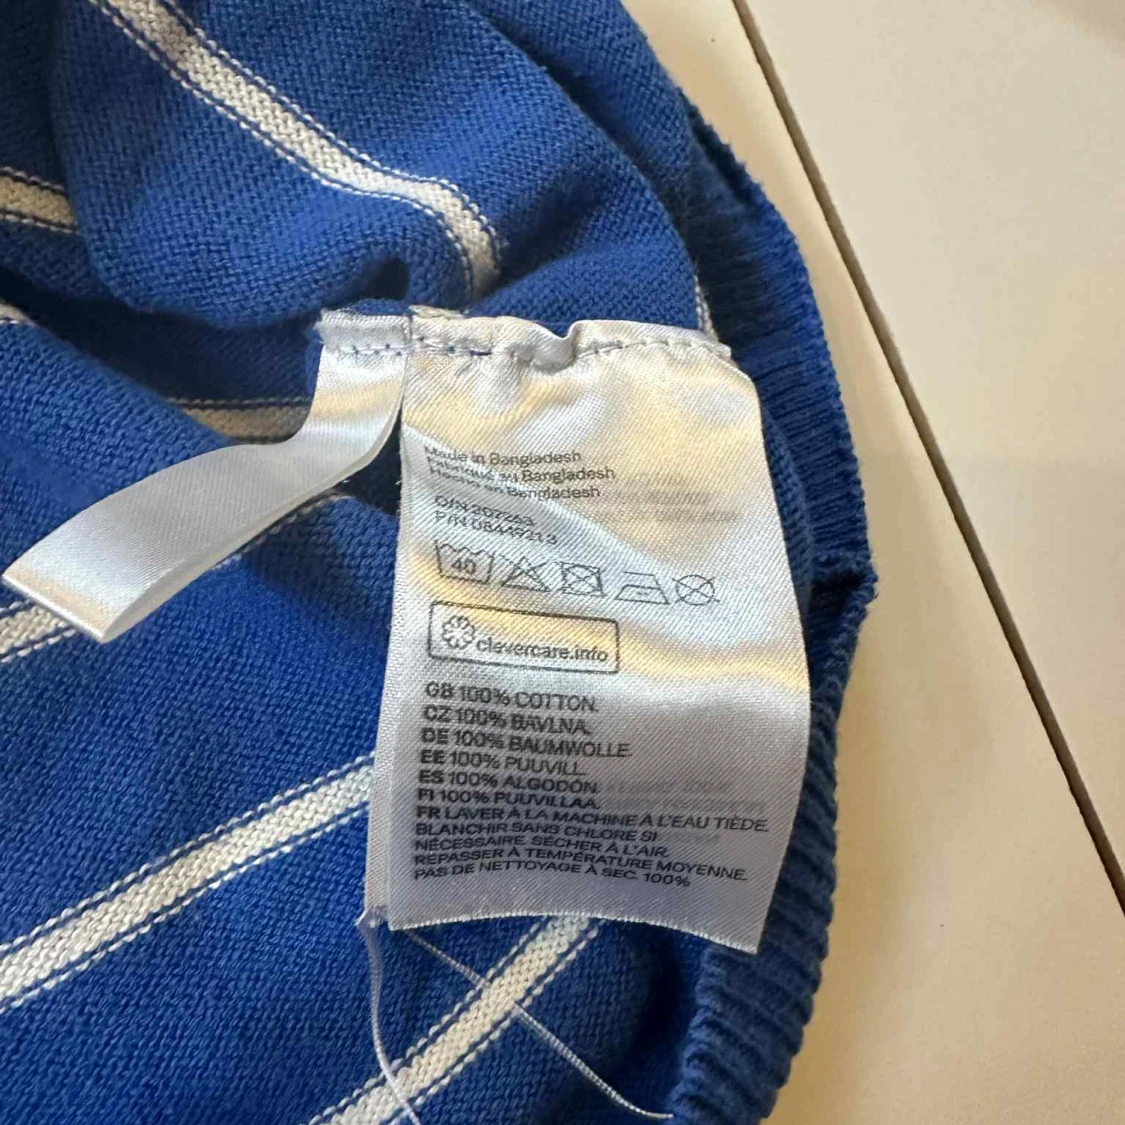 Made in Bangladesh
Fabriqué au Bangladesh
Hecho en Bangladesh
O/N 207263
P/N 08449213
40
clevercare.info
GB 100% COTTON.
CZ 100% BAVLNA.
DE 100% BAUMWOLLE.
EE 100% PUUVILL.
ES 100% ALGODÓN.
FI 100% PUUVILLAA.
FR LAVER À LA MACHINE À L'EAU TIÈDE.
BLANCHIR SANS CHLORE SI
NÉCESSAIRE. SÉCHER À L'AIR.
REPASSER À TEMPÉRATURE MOYENNE.
PAS DE NETTOYAGE À SEC. 100%